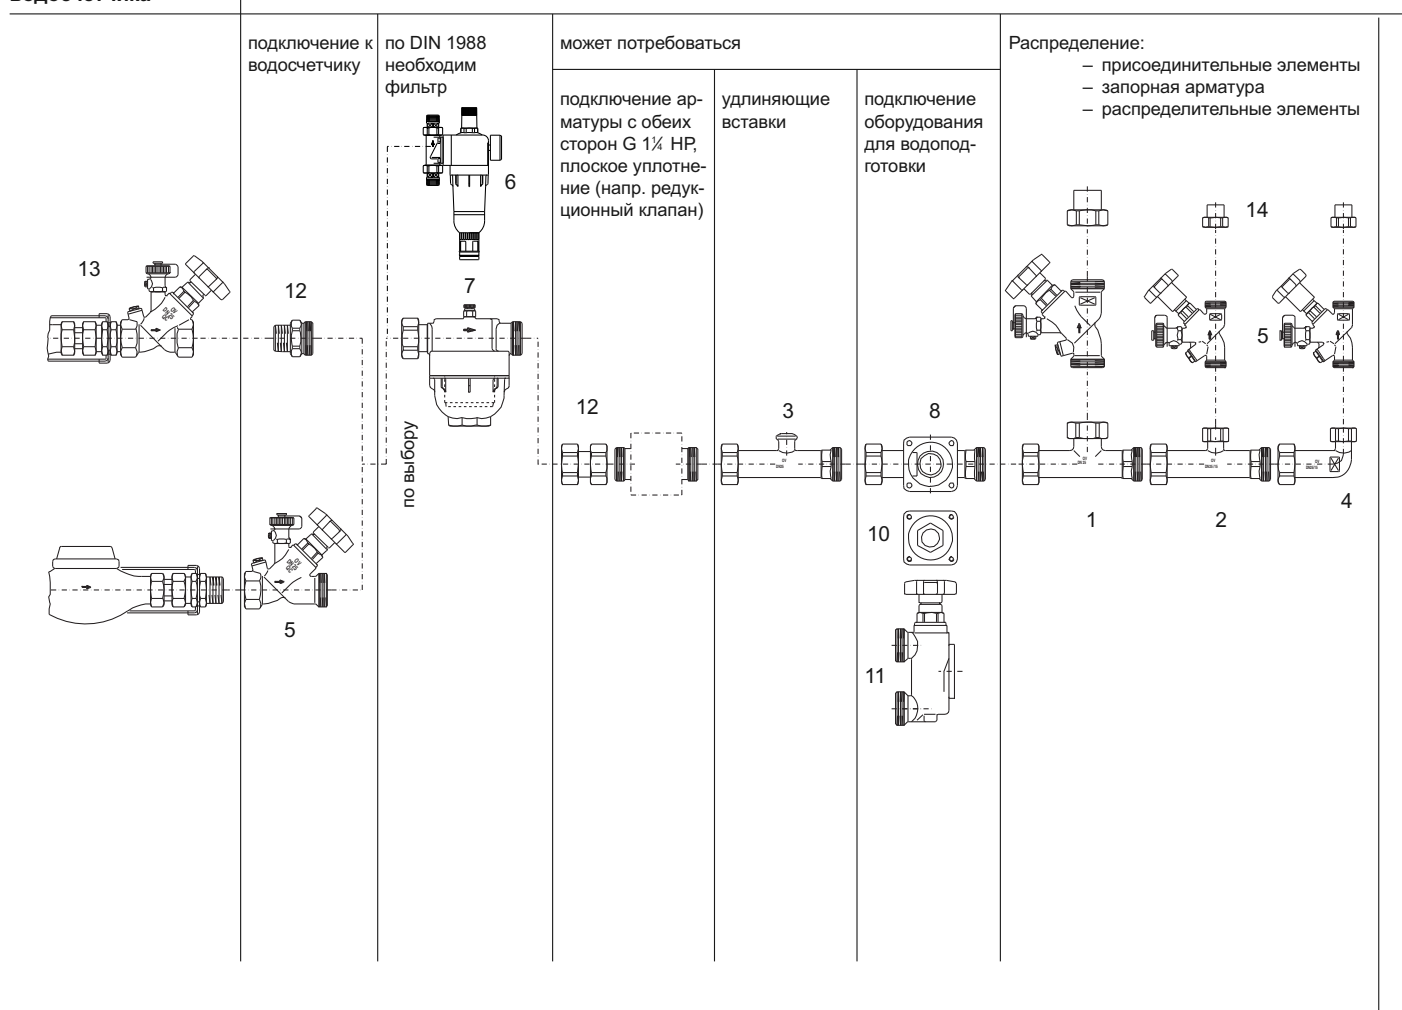 водосчетчика
подключение к
водосчетчику
по DIN 1988
необходим
фильтр
может потребоваться
подключение ар-
матуры с обеих
сторон G 1¼ НР,
плоское уплотне-
ние (напр. редук-
ционный клапан)
удлиняющие
вставки
подключение
оборудования
для водопод-
готовки
Распределение:
– присоединительные элементы
– запорная арматура
– распределительные элементы
6
14
13
12
7
5
12
3
8
по выбору
4
1
2
10
5
11